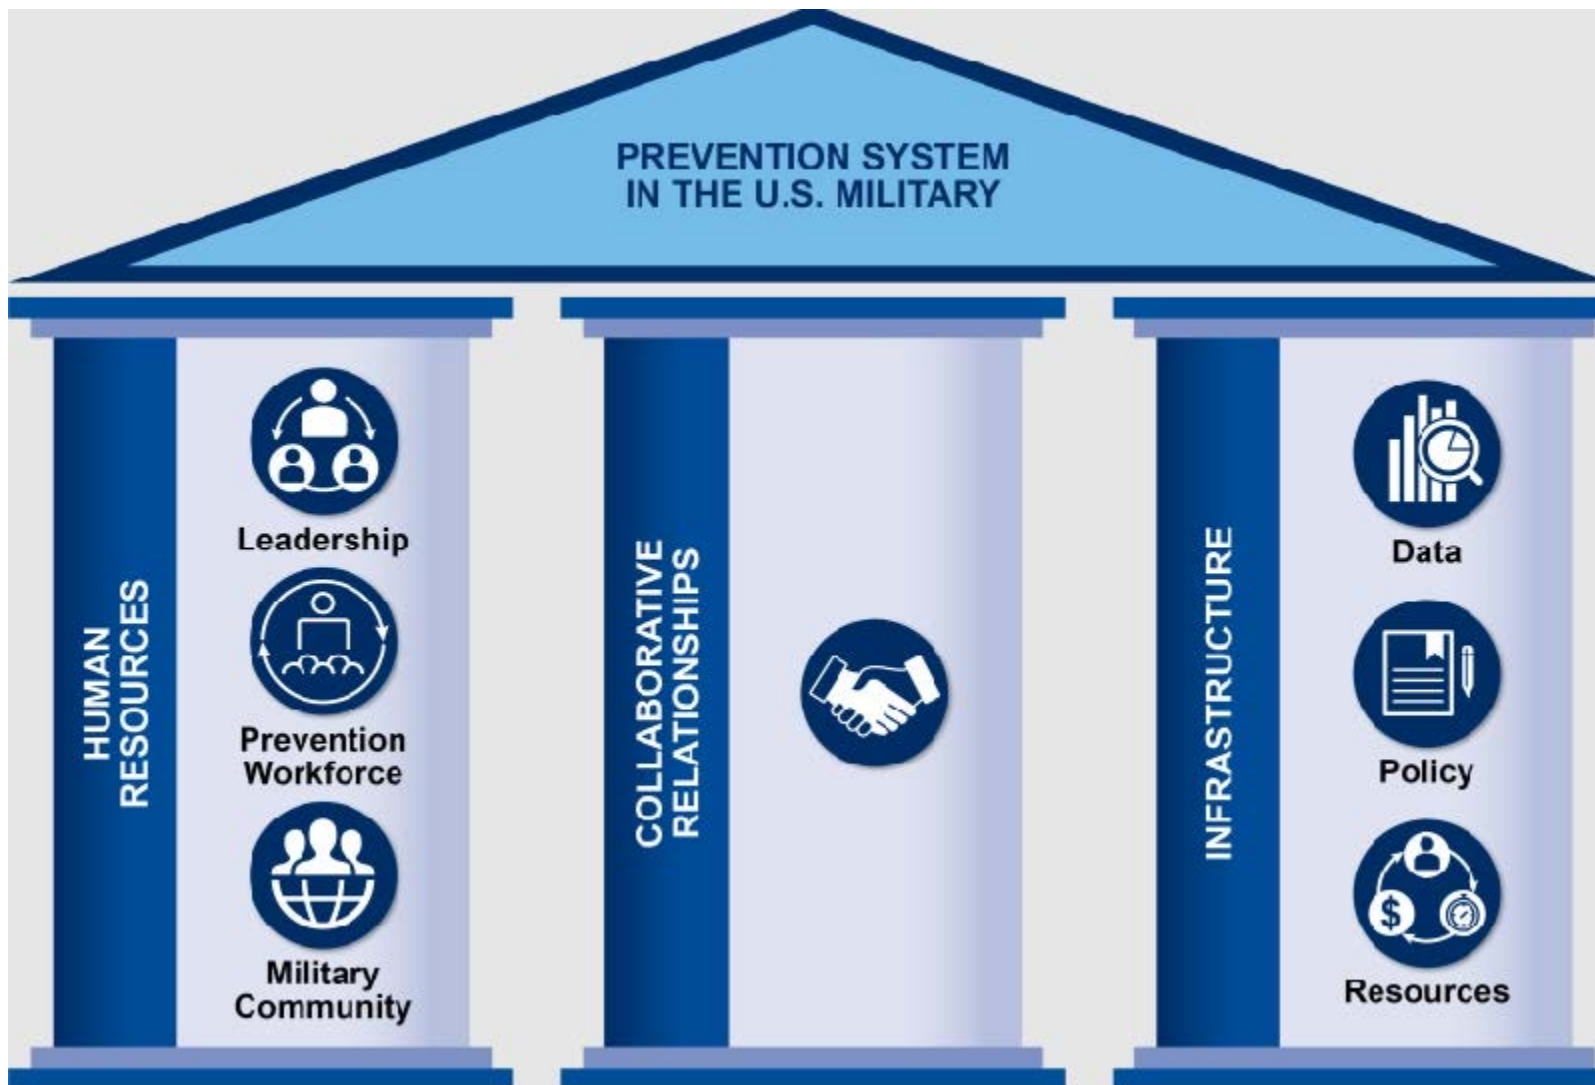 PREVENTION SYSTEM
IN THE U.S. MILITARY
HUMAN
RESOURCES
Leadership
Prevention
Workforce
Military
Community
COLLABORATIVE
RELATIONSHIPS
INFRASTRUCTURE
Data
Policy
$
Resources